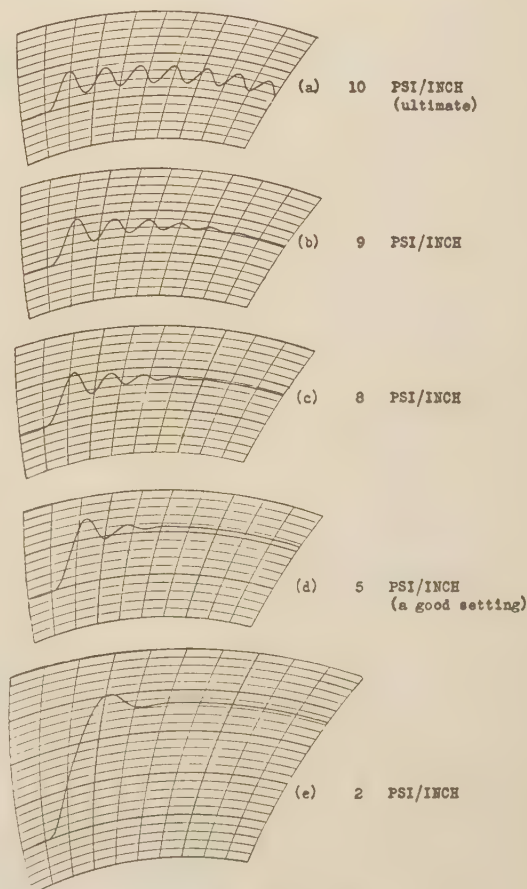 (a) 10 PSI/INCH
(ultimate)
(b) 9 PSI/INCH
(c) 8 PSI/INCH
(d) 5 PSI/INCH
(a good setting)
(e) 2 PSI/INCH